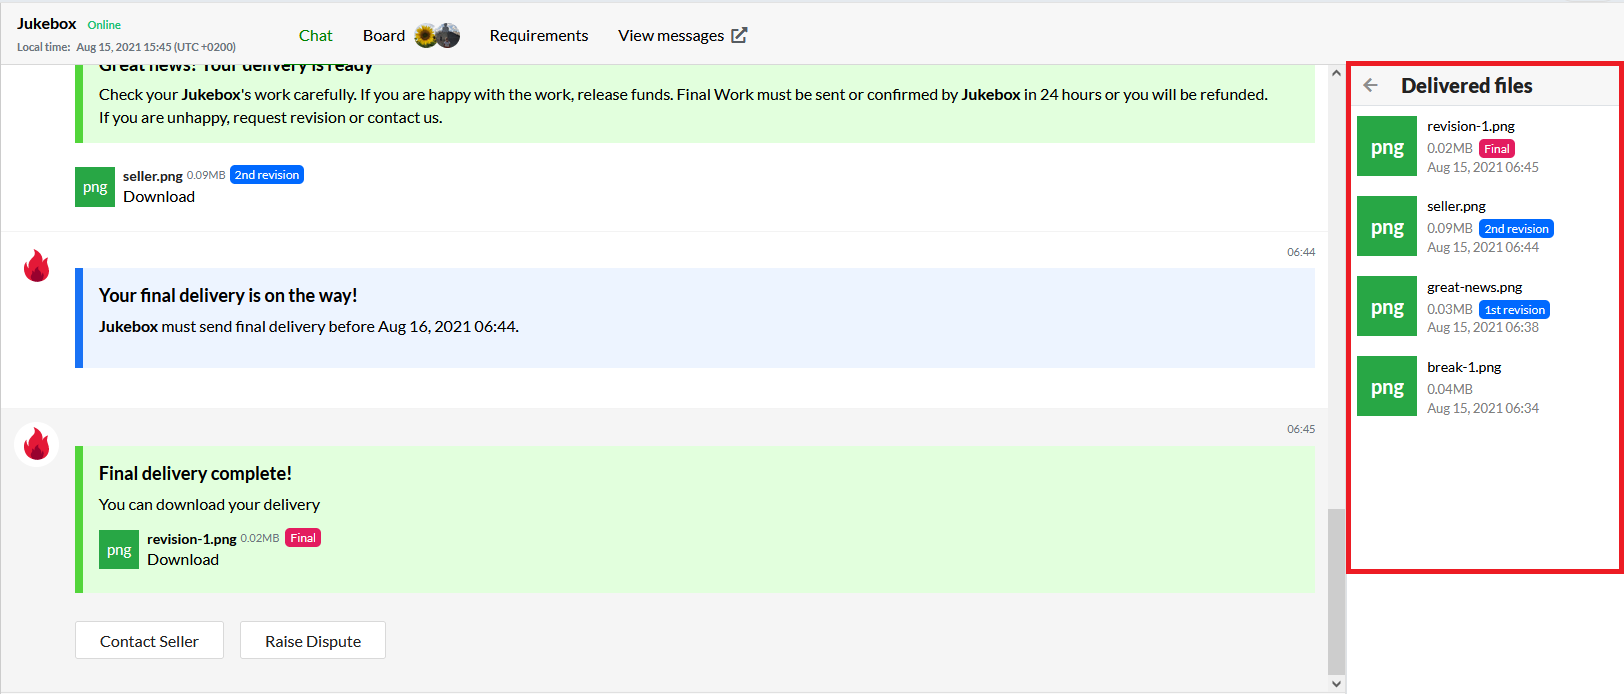 Jukebox Online
Local time: Aug 15, 2021 15:45 (UTC +0200)
Chat Board Requirements View messages
Great news! Your delivery is ready
Check your Jukebox's work carefully. If you are happy with the work, release funds. Final Work must be sent or confirmed by Jukebox in 24 hours or you will be refunded.
If you are unhappy, request revision or contact us.
png seller.png 0.09MB 2nd revision
Download
06:44
Your final delivery is on the way!
Jukebox must send final delivery before Aug 16, 2021 06:44.
06:45
Final delivery complete!
You can download your delivery
png revision-1.png 0.02MB Final
Download
Contact Seller Raise Dispute
Delivered files
revision-1.png
png 0.02MB Final
Aug 15, 2021 06:45
seller.png
png 0.09MB 2nd revision
Aug 15, 2021 06:44
great-news.png
png 0.03MB 1st revision
Aug 15, 2021 06:38
break-1.png
png 0.04MB
Aug 15, 2021 06:34